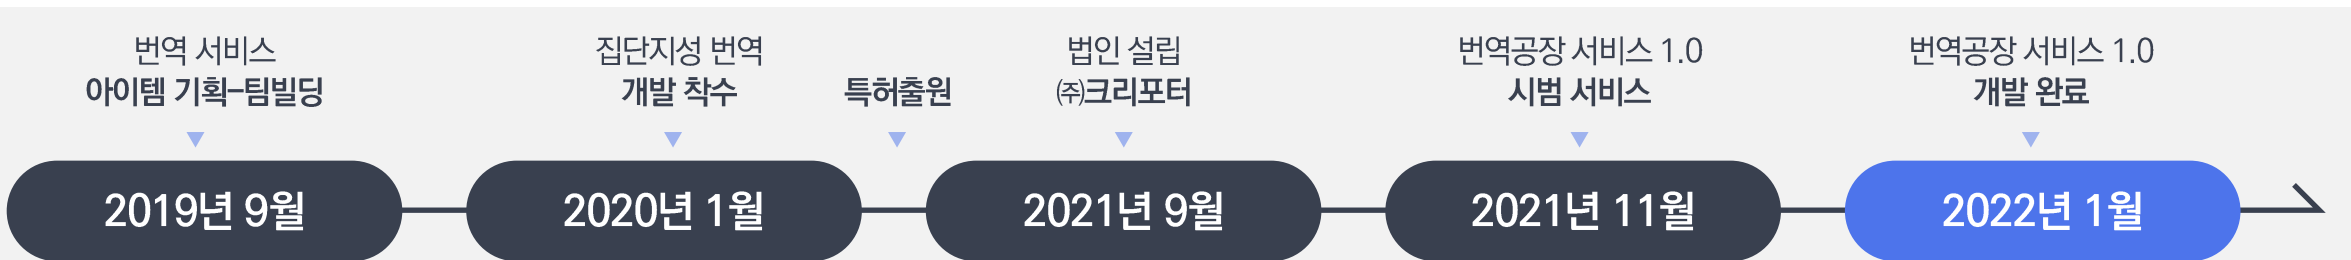 번역 서비스
아이템 기획-팀빌딩
2019년 9월
집단지성 번역
개발 착수
2020년 1월
특허출원
법인 설립
㈜크리포터
2021년 9월
번역공장 서비스 1.0
시범 서비스
2021년 11월
번역공장 서비스 1.0
개발 완료
2022년 1월